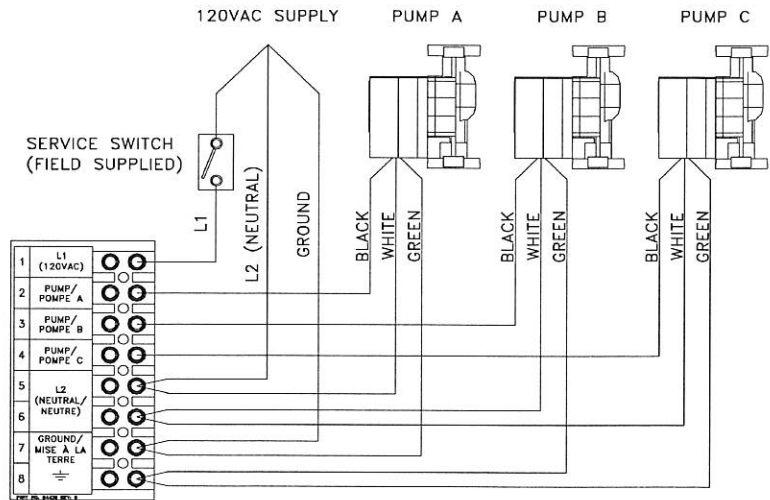 120VAC SUPPLY
PUMP A
PUMP B
PUMP C
SERVICE SWITCH
(FIELD SUPPLIED)
L1
L2 (NEUTRAL)
GROUND
BLACK
WHITE
GREEN
BLACK
WHITE
GREEN
BLACK
WHITE
GREEN
1
L1
(120VAC)
2
PUMP/
POMPE A
3
PUMP/
POMPE B
4
PUMP/
POMPE C
5
L2
(NEUTRAL/
NEUTRE)
6
7
GROUND/
MISE À LA
TERRE
8